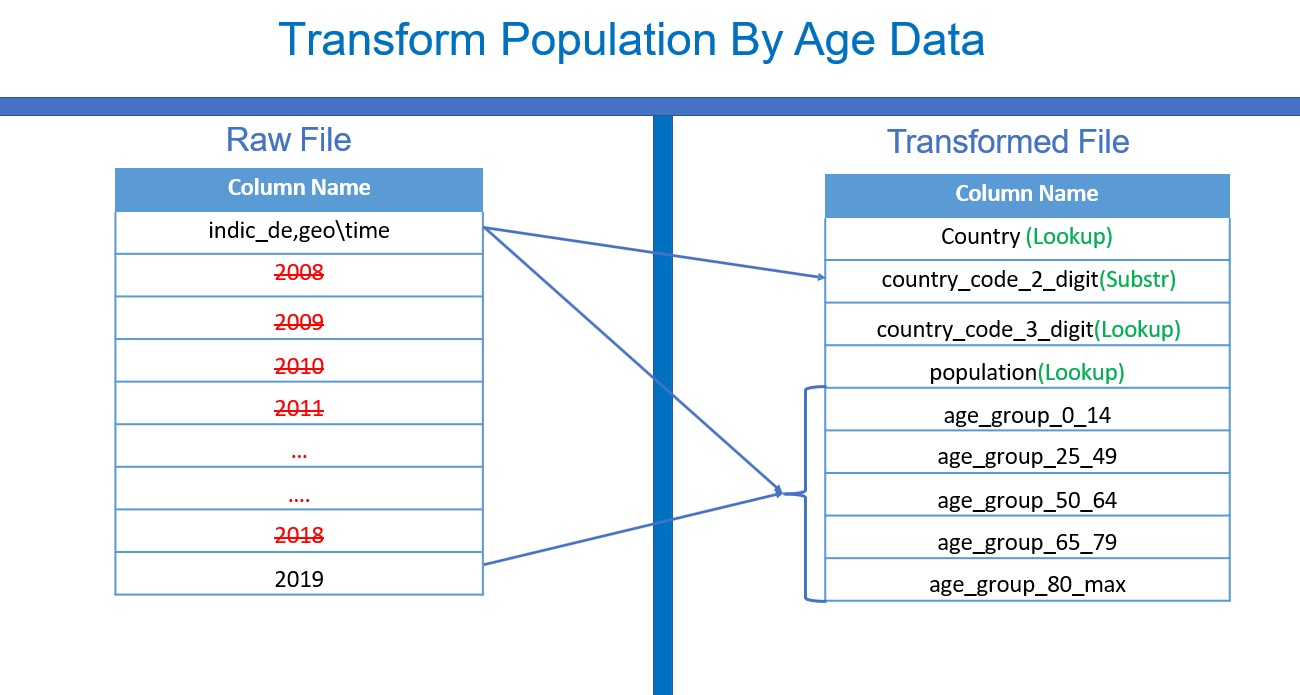 Transform Population By Age Data
Raw File
Column Name
indic_de,geo\time
2008
2009
2010
2011
...
....
2018
2019
Transformed File
Column Name
Country (Lookup)
country_code_2_digit(Substr)
country_code_3_digit(Lookup)
population(Lookup)
age_group_0_14
age_group_25_49
age_group_50_64
age_group_65_79
age_group_80_max